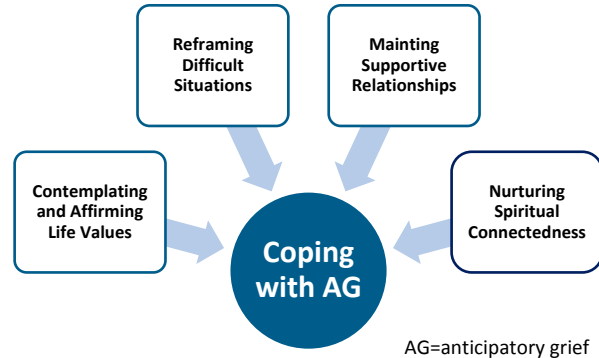 Reframing
Difficult
Situations
Mainting
Supportive
Relationships
Contemplating
and Affirming
Life Values
Nurturing
Spiritual
Connectedness
Coping
with AG
AG=anticipatory grief